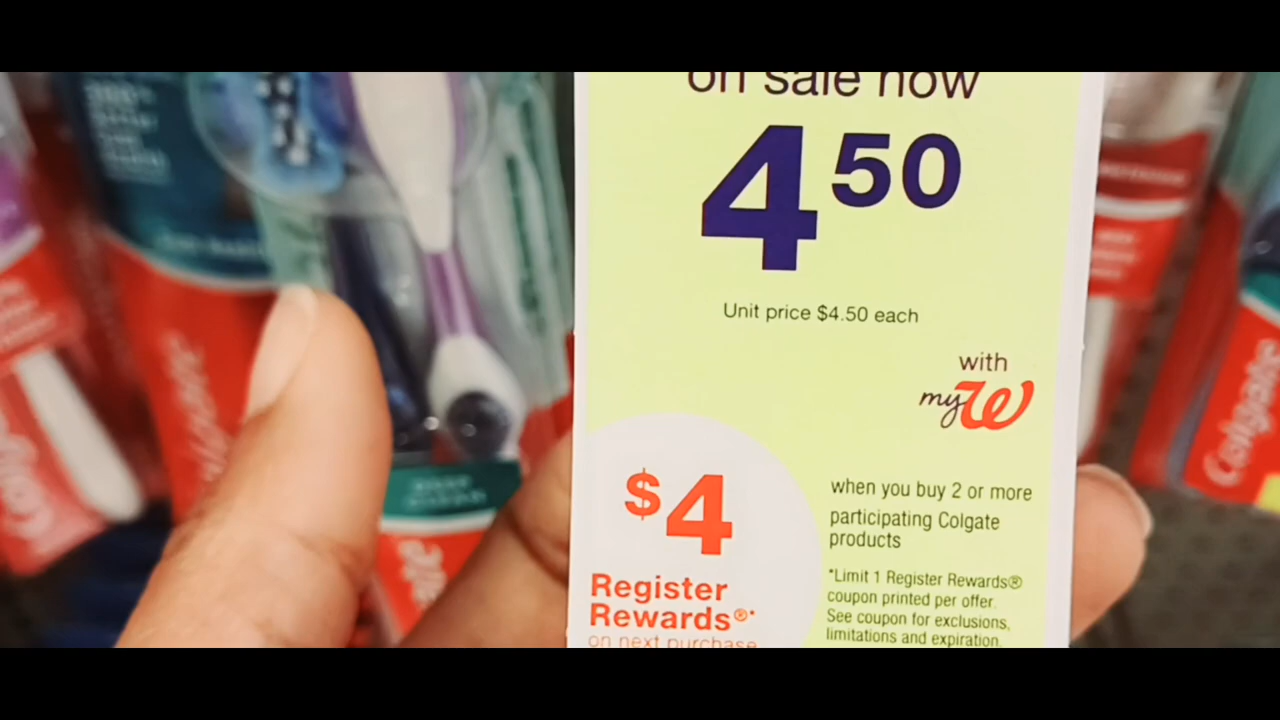 on sale now
4 50
Unit price $4.50 each
with
myW
$4
Register
Rewards®*
on next purchase
when you buy 2 or more
participating Colgate
products
*Limit 1 Register Rewards®
coupon printed per offer.
See coupon for exclusions,
limitations and expiration.
Colgate